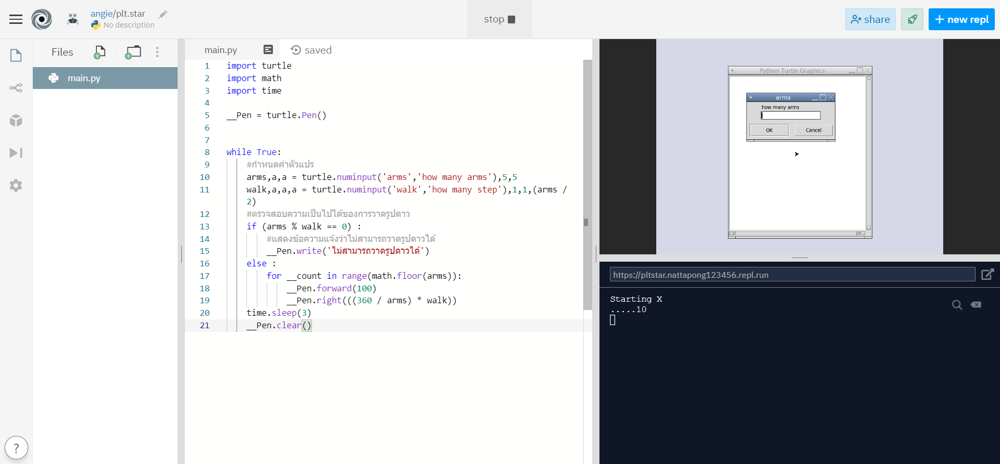 angie/plt.star
No description
stop
share
new repl
Files
main.py
main.py
saved
1 import turtle
2 import math
3 import time
4
5 __Pen = turtle.Pen()
6
7
8 while True:
9 #กำหนดค่าตัวแปร
10 arms,a,a = turtle.numinput('arms','how many arms'),5,5
11 walk,a,a,a = turtle.numinput('walk','how many step'),1,1,(arms /
2)
12 #ตรวจสอบความเป็นไปได้ของการวาดรูปดาว
13 if (arms % walk == 0) :
14 #แสดงข้อความแจ้งว่าไม่สามารถวาดรูปดาวได้
15 __Pen.write('ไม่สามารถวาดรูปดาวได้')
16 else :
17 for __count in range(math.floor(arms)):
18 __Pen.forward(100)
19 __Pen.right(((360 / arms) * walk))
20 time.sleep(3)
21 __Pen.clear()
Python Turtle Graphics
arms
how many arms
OK
Cancel
https://pltstar.nattapong123456.repl.run
Starting X
.....10
?